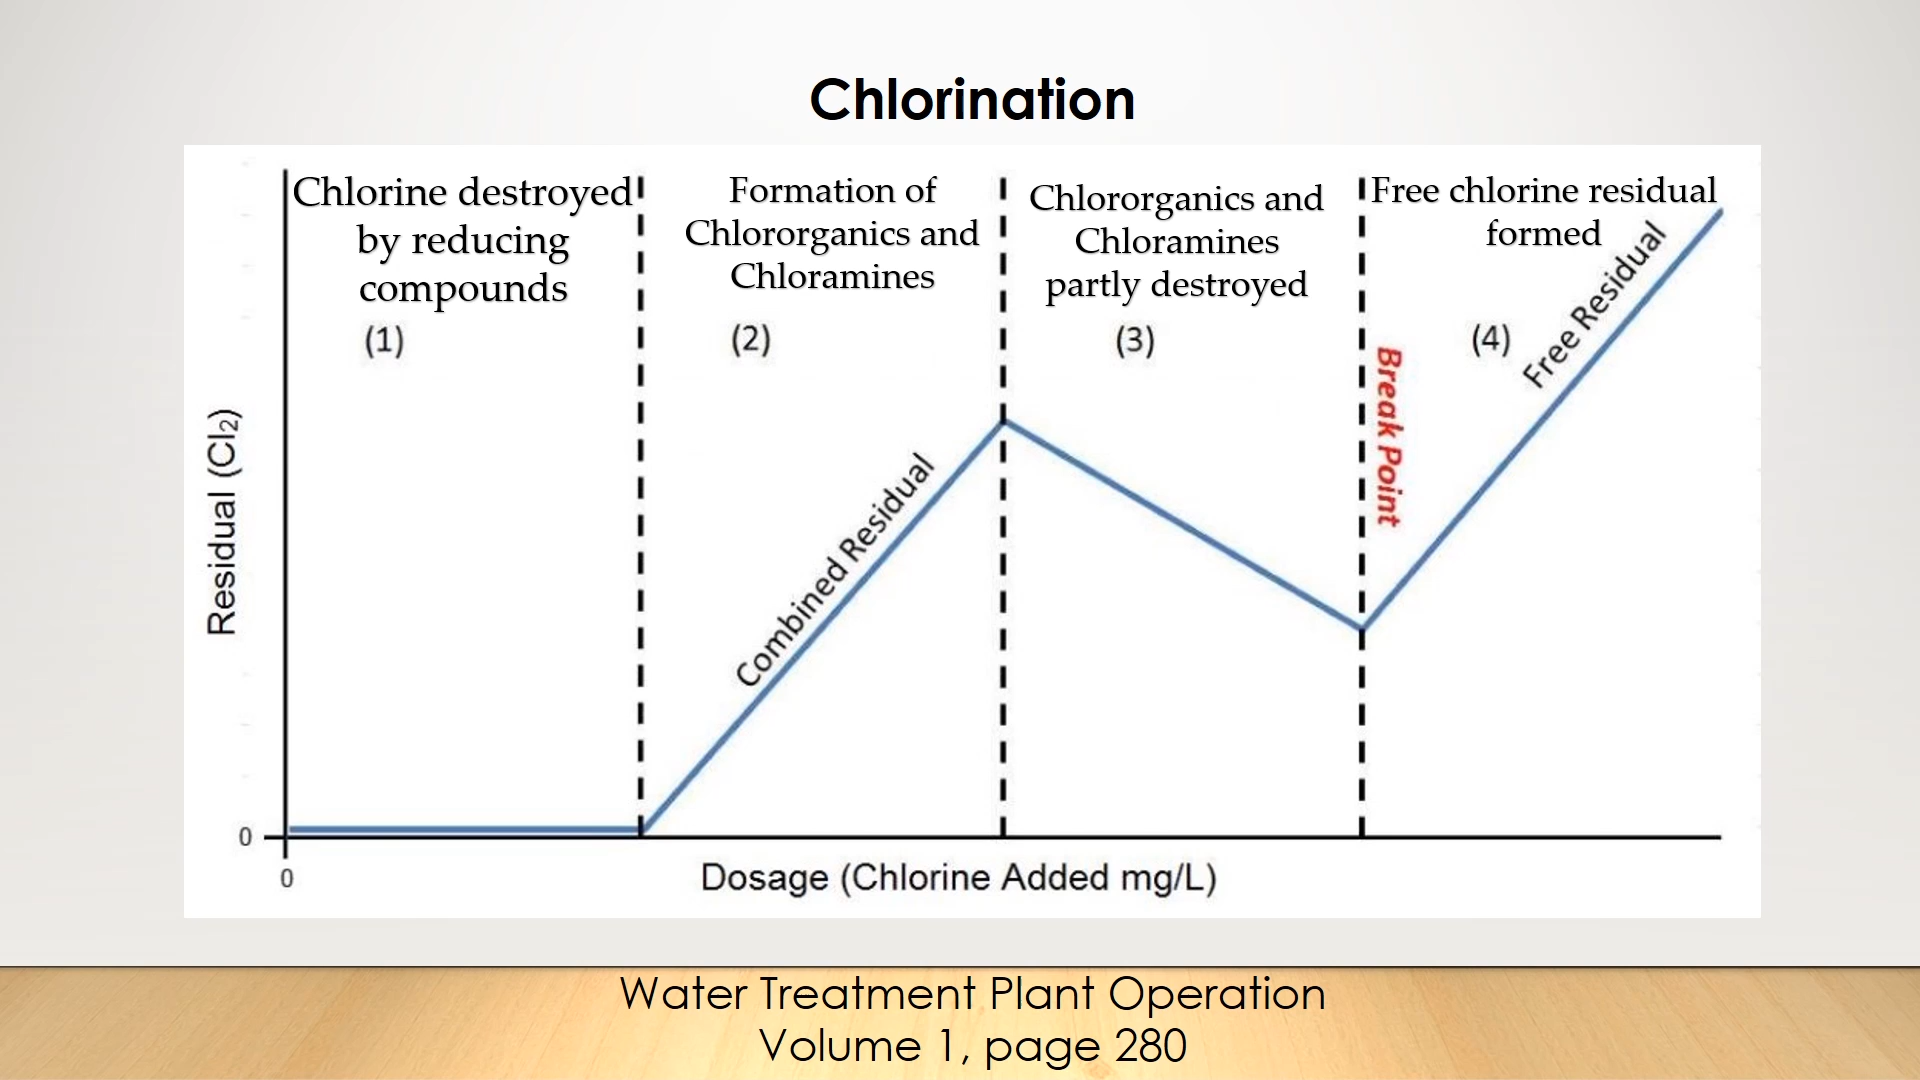 Chlorination
Chlorine destroyed
by reducing
compounds
(1)
Formation of
Chlororganics and
Chloramines
(2)
Chlororganics and
Chloramines
partly destroyed
(3)
Free chlorine residual
formed
(4)
Residual (Cl₂)
Combined Residual
Break Point
Free Residual
0
0
Dosage (Chlorine Added mg/L)
Water Treatment Plant Operation
Volume 1, page 280